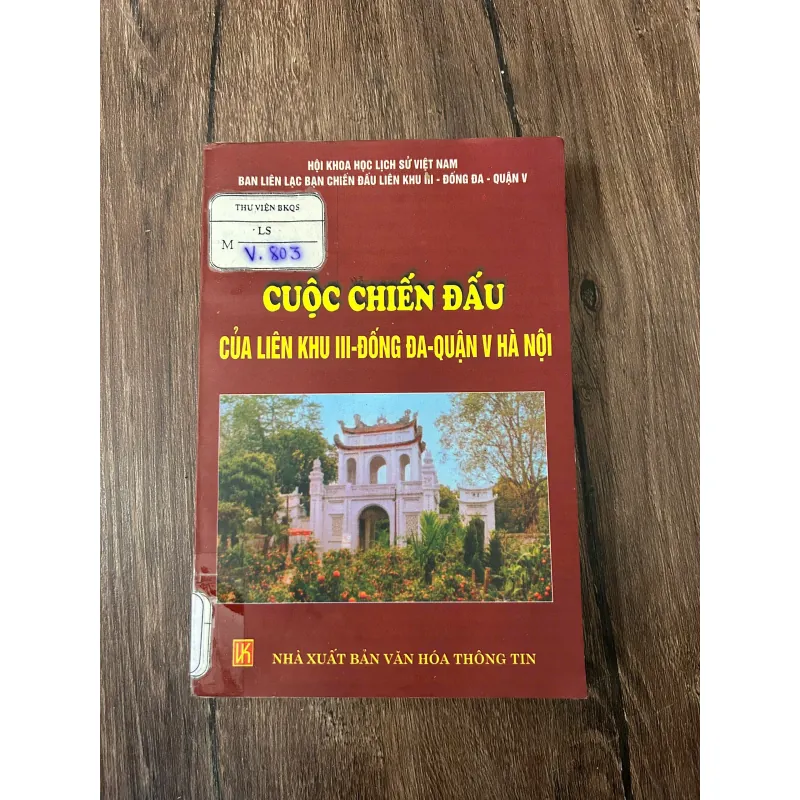 HỘI KHOA HỌC LỊCH SỬ VIỆT NAM
BAN LIÊN LẠC BẠN CHIẾN ĐẤU LIÊN KHU III - ĐỐNG ĐA - QUẬN V
THƯ VIỆN BKQS
LS
M
V. 803
CUỘC CHIẾN ĐẤU
CỦA LIÊN KHU III-ĐỐNG ĐA-QUẬN V HÀ NỘI
VK
NHÀ XUẤT BẢN VĂN HÓA THÔNG TIN